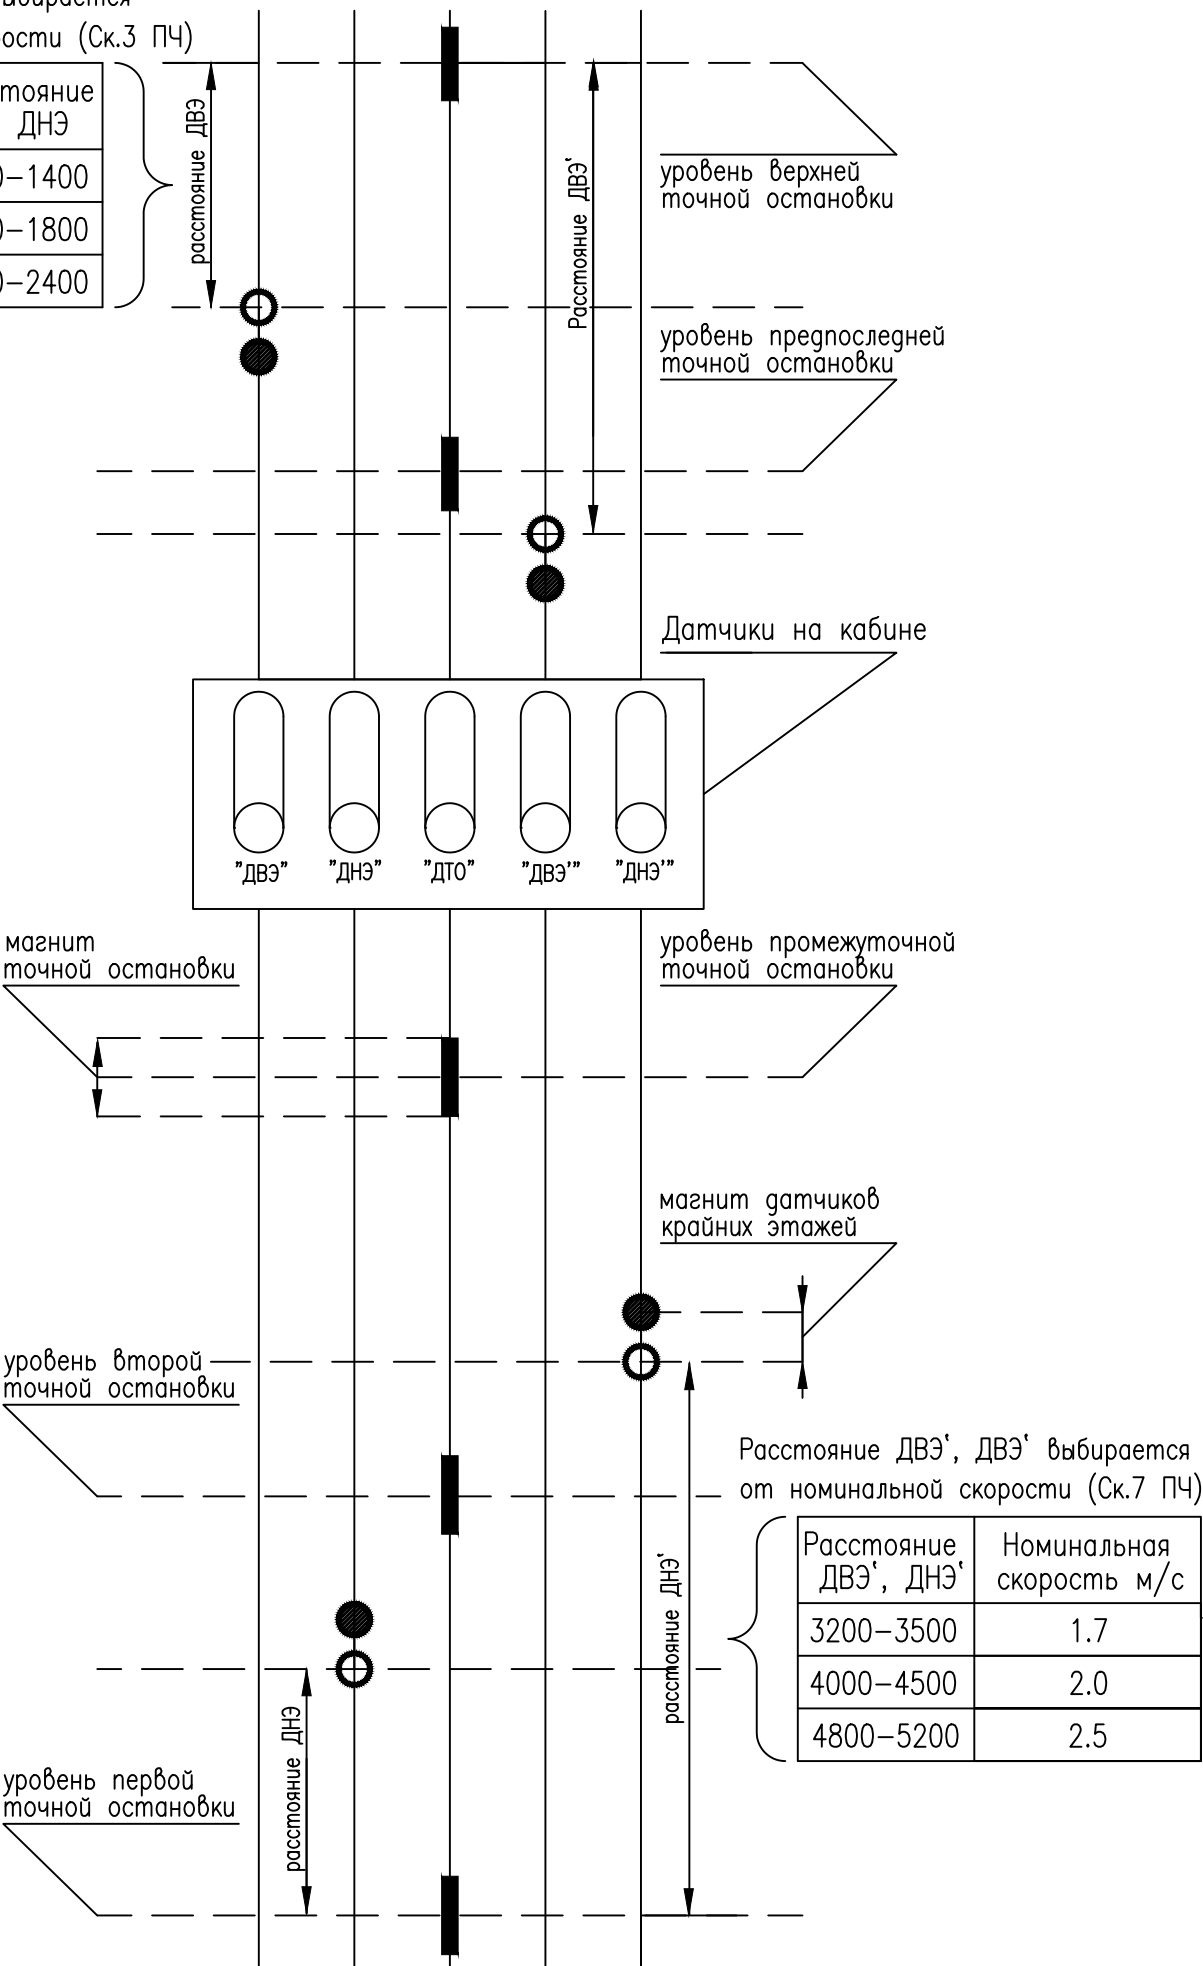 ости (Ск.3 ПЧ)
тояние
ДНЭ
0-1400
0-1800
0-2400
расстояние ДВЭ
Расстояние ДВЭ‘
уровень верхней
точной остановки
уровень предпоследней
точной остановки
Датчики на кабине
"ДВЭ" "ДНЭ" "ДТО" "ДВЭ'" "ДНЭ'"
магнит
точной остановки
уровень промежуточной
точной остановки
магнит датчиков
крайних этажей
уровень второй
точной остановки
Расстояние ДВЭ‘, ДВЭ‘ выбирается
от номинальной скорости (Ск.7 ПЧ)
Расстояние
ДВЭ‘, ДНЭ‘
Номинальная
скорость м/с
3200-3500 1.7
4000-4500 2.0
4800-5200 2.5
расстояние ДНЭ‘
расстояние ДНЭ
уровень первой
точной остановки